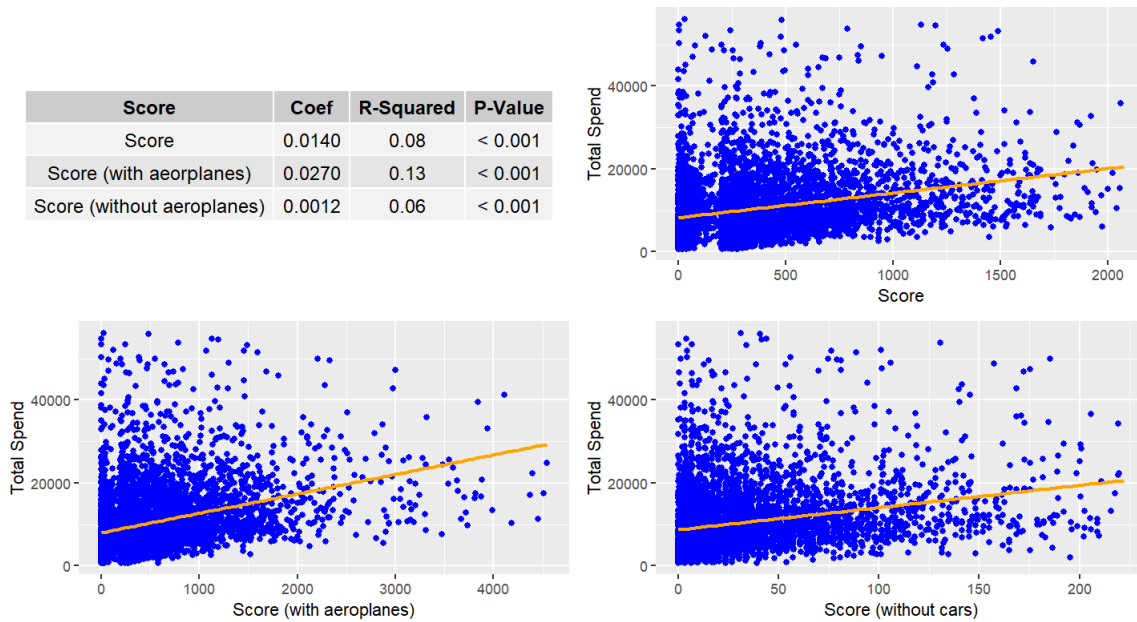 Score Coef R-Squared P-Value
Score 0.0140 0.08 < 0.001
Score (with aeorplanes) 0.0270 0.13 < 0.001
Score (without aeroplanes) 0.0012 0.06 < 0.001
Total Spend
40000
20000
0
0 500 1000 1500 2000
Score
Total Spend
40000
20000
0
0 1000 2000 3000 4000
Score (with aeroplanes)
Total Spend
40000
20000
0
0 50 100 150 200
Score (without cars)